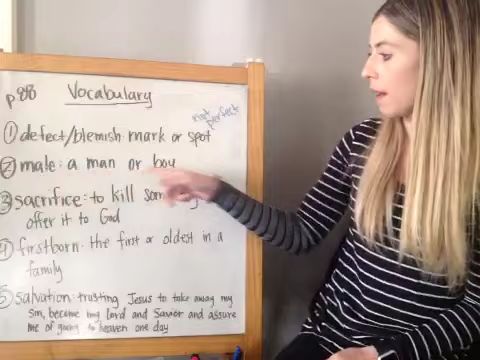 p 88 Vocabulary
not perfect
① defect/blemish: mark or spot
② male: a man or boy
③ sacrifice: to kill
offer it to God
④ firstborn: the first or oldest in a
family
⑤ salvation: trusting Jesus to take away my
sin, become my Lord and Savior and assure
me of going to heaven one day